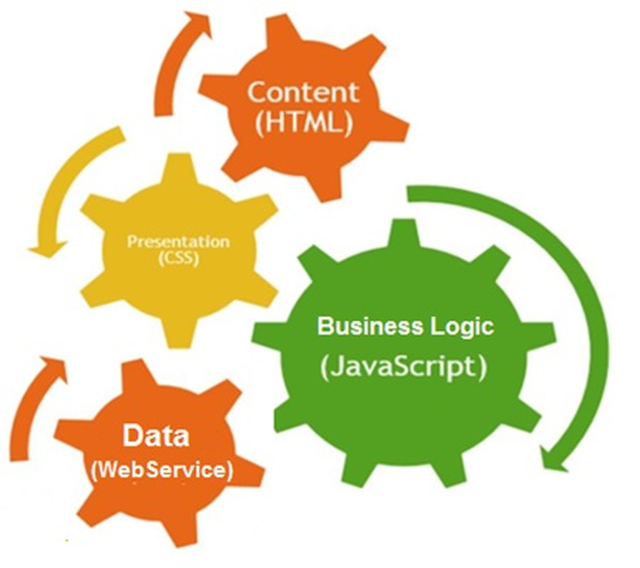 Content
(HTML)
Presentation
(CSS)
Business Logic
(JavaScript)
Data
(WebService)